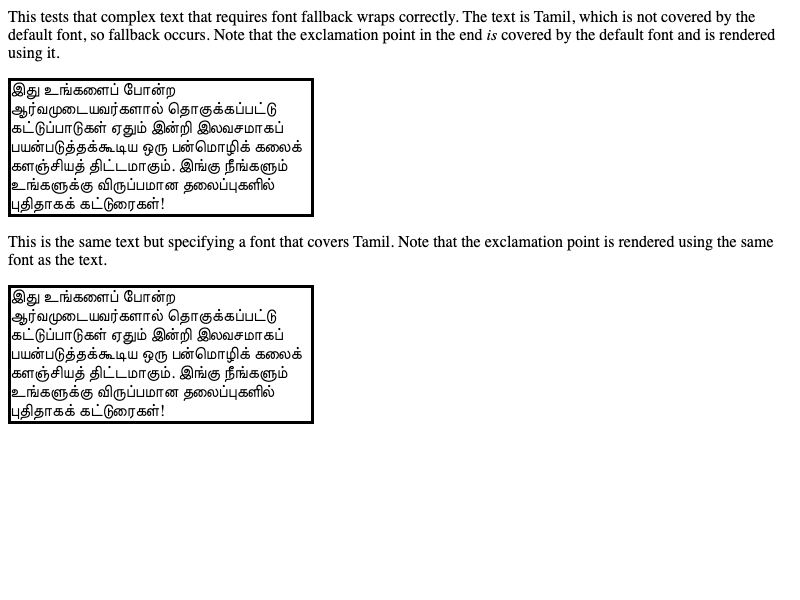 This tests that complex text that requires font fallback wraps correctly. The text is Tamil, which is not covered by the
default font, so fallback occurs. Note that the exclamation point in the end is covered by the default font and is rendered
using it.
இது உங்களைப் போன்ற
ஆர்வமுடையவர்களால் தொகுக்கப்பட்டு
கட்டுப்பாடுகள் ஏதும் இன்றி இலவசமாகப்
பயன்படுத்தக்கூடிய ஒரு பன்மொழிக் கலைக்
களஞ்சியத் திட்டமாகும். இங்கு நீங்களும்
உங்களுக்கு விருப்பமான தலைப்புகளில்
புதிதாகக் கட்டுரைகள்!
This is the same text but specifying a font that covers Tamil. Note that the exclamation point is rendered using the same
font as the text.
இது உங்களைப் போன்ற
ஆர்வமுடையவர்களால் தொகுக்கப்பட்டு
கட்டுப்பாடுகள் ஏதும் இன்றி இலவசமாகப்
பயன்படுத்தக்கூடிய ஒரு பன்மொழிக் கலைக்
களஞ்சியத் திட்டமாகும். இங்கு நீங்களும்
உங்களுக்கு விருப்பமான தலைப்புகளில்
புதிதாகக் கட்டுரைகள்!